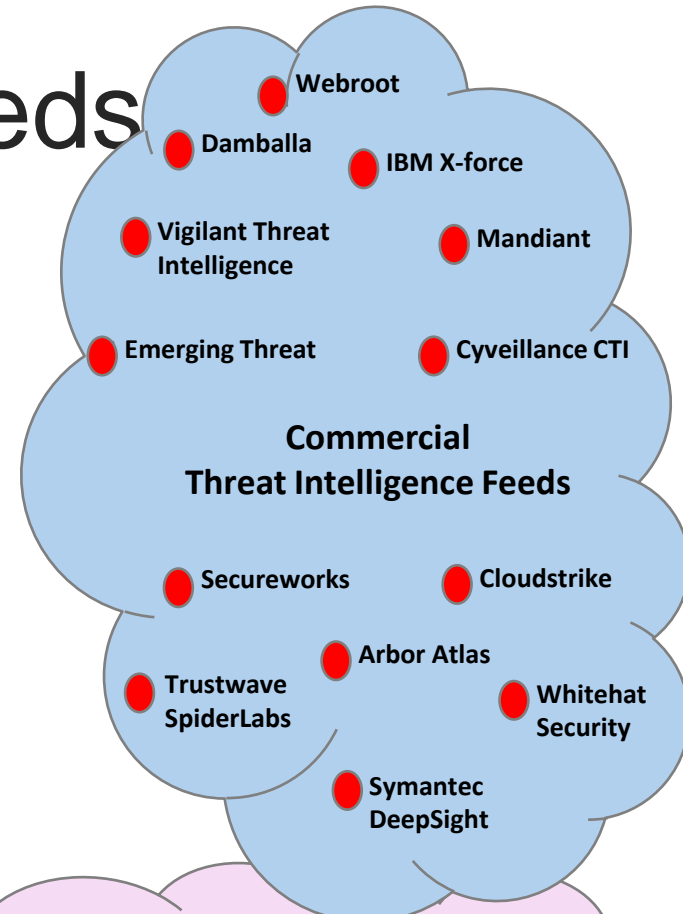 eds
Webroot
Damballa
IBM X-force
Vigilant Threat
Intelligence
Mandiant
Emerging Threat
Cyveillance CTI
Commercial
Threat Intelligence Feeds
Secureworks
Cloudstrike
Arbor Atlas
Trustwave
SpiderLabs
Whitehat
Security
Symantec
DeepSight